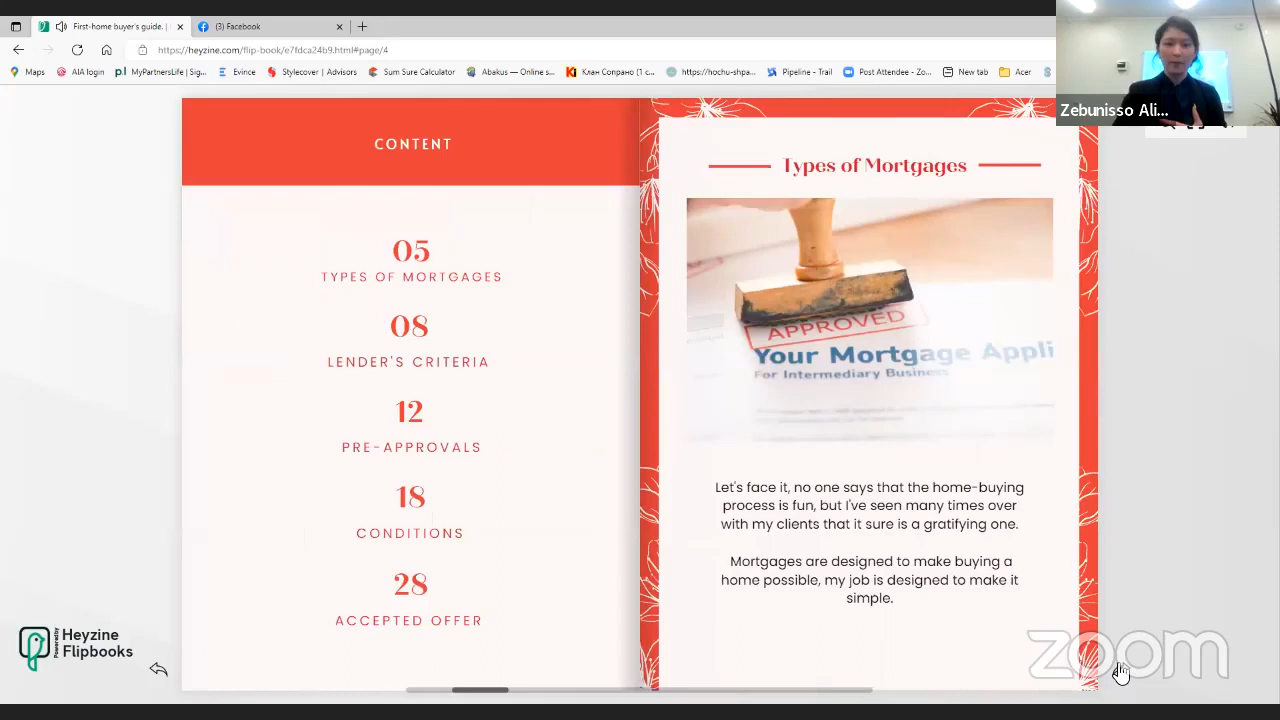 First-home buyer's guide.
(3) Facebook
https://heyzine.com/flip-book/e7fdca24b9.html#page/4
Maps
AIA login
MyPartnersLife | Sig...
Evince
Stylecover | Advisors
Sum Sure Calculator
Abakus — Online s...
Клан Сопрано (1 с...
https://hochu-shpa...
Pipeline - Trail
Post Attendee - Zo...
New tab
Acer
Zebunisso Ali...
CONTENT
05
TYPES OF MORTGAGES
08
LENDER'S CRITERIA
12
PRE-APPROVALS
18
CONDITIONS
28
ACCEPTED OFFER
Types of Mortgages
APPROVED
Your Mortgage Appli
For Intermediary Business
Let's face it, no one says that the home-buying
process is fun, but I've seen many times over
with my clients that it sure is a gratifying one.
Mortgages are designed to make buying a
home possible, my job is designed to make it
simple.
Powered by
Heyzine
Flipbooks
zoom